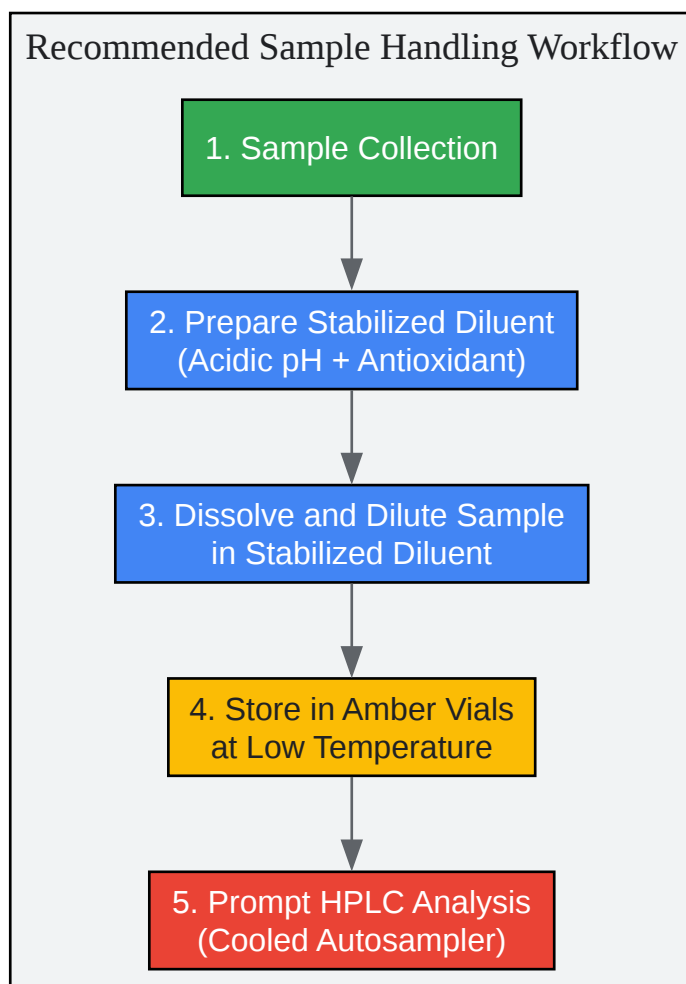 Recommended Sample Handling Workflow
1. Sample Collection
2. Prepare Stabilized Diluent
(Acidic pH + Antioxidant)
3. Dissolve and Dilute Sample
in Stabilized Diluent
4. Store in Amber Vials
at Low Temperature
5. Prompt HPLC Analysis
(Cooled Autosampler)